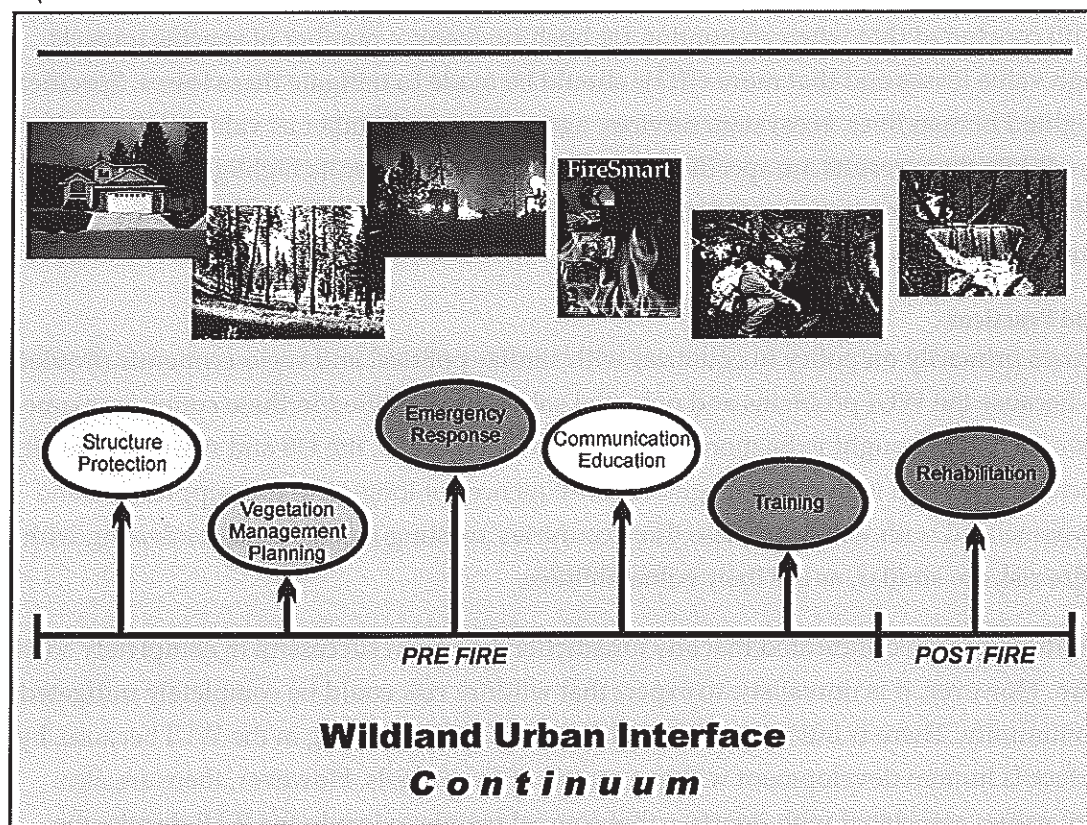 FireSmart
Structure
Protection
Vegetation
Management
Planning
Emergency
Response
Communication
Education
Training
Rehabilitation
PRE FIRE
POST FIRE
Wildland Urban Interface
Continuum